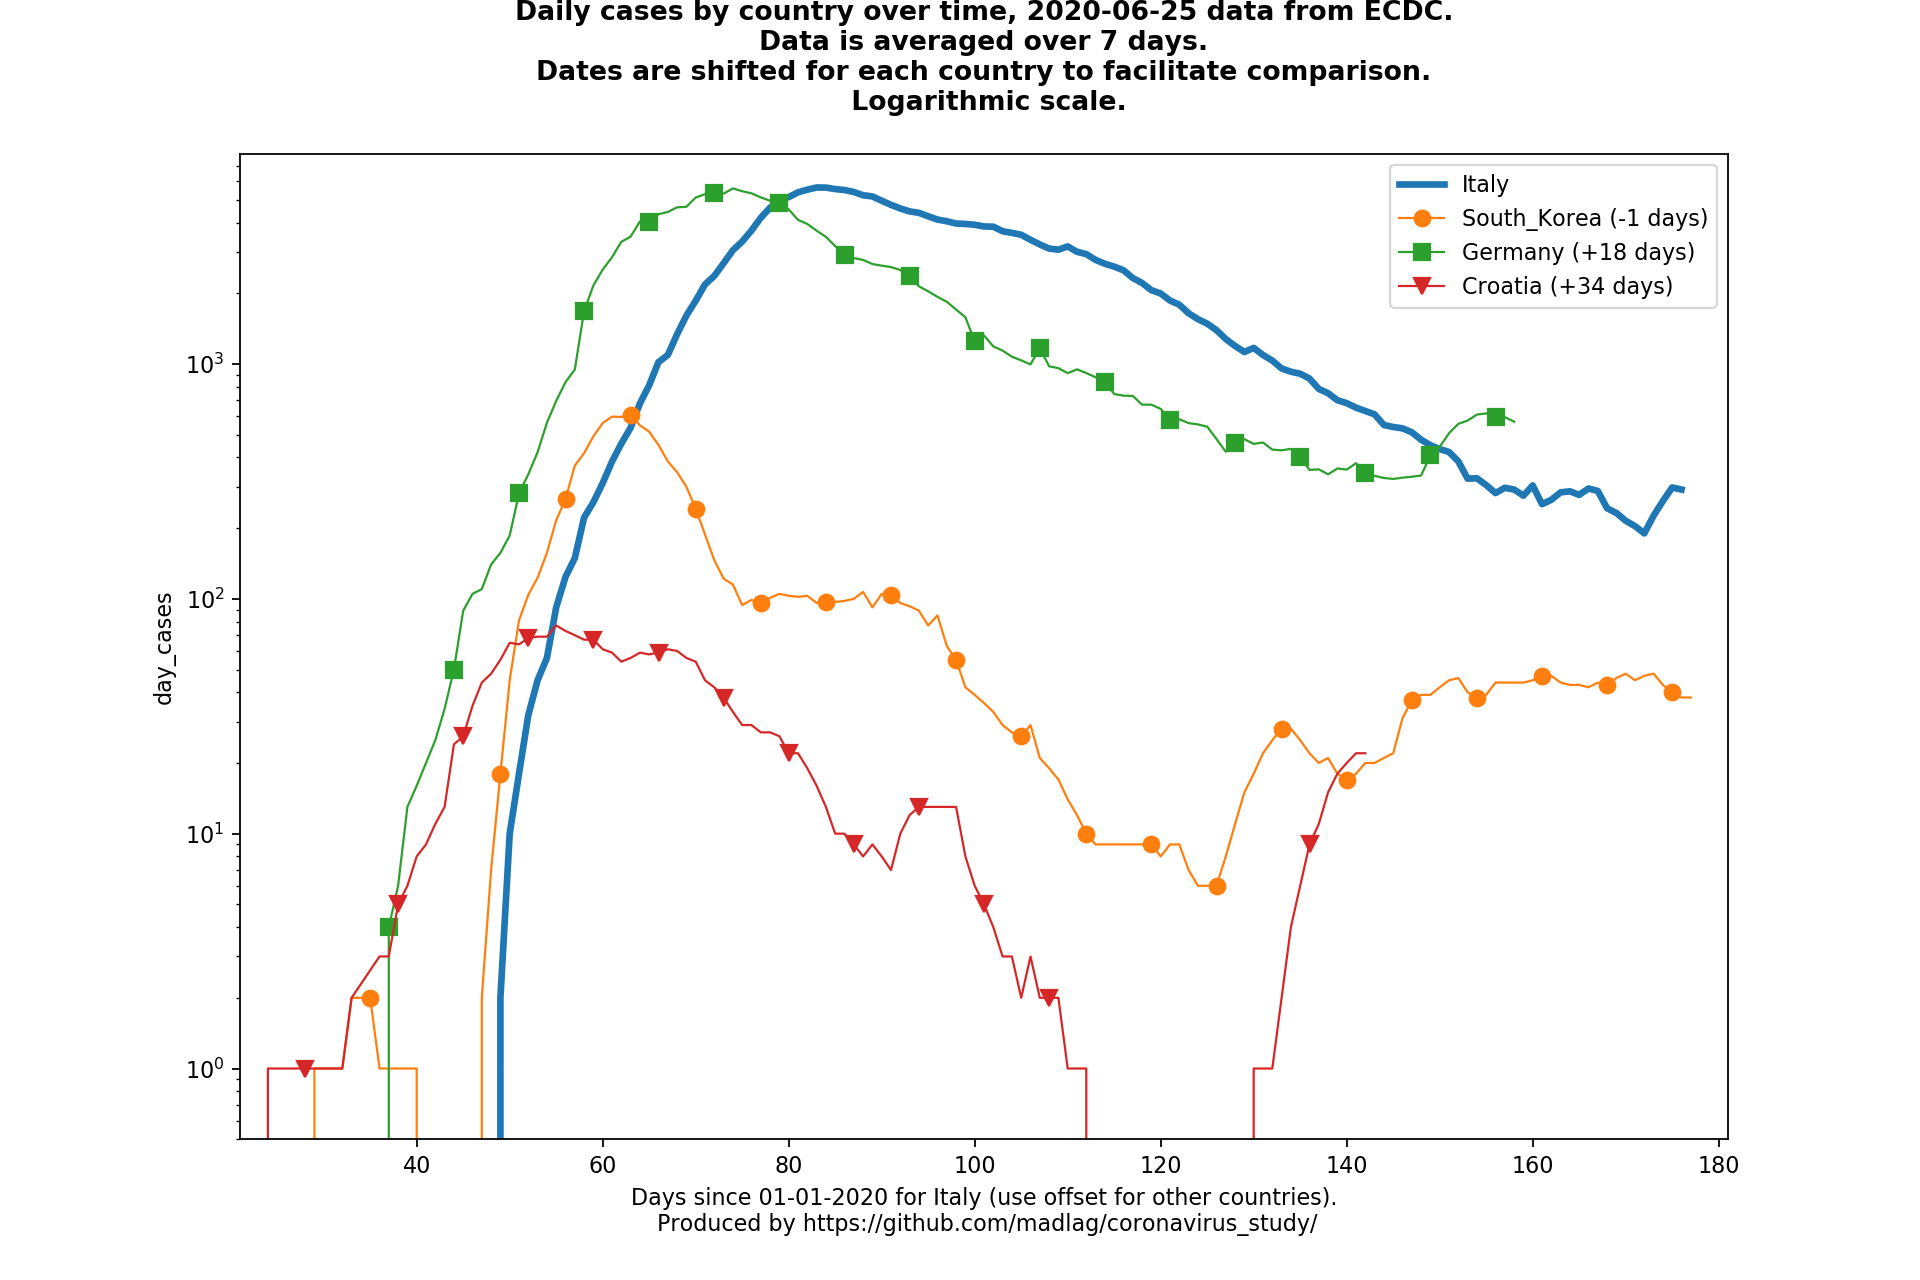 Daily cases by country over time, 2020-06-25 data from ECDC.
Data is averaged over 7 days.
Dates are shifted for each country to facilitate comparison.
Logarithmic scale.
Italy
South_Korea (-1 days)
Germany (+18 days)
Croatia (+34 days)
day_cases
10³
10²
10¹
10⁰
40 60 80 100 120 140 160 180
Days since 01-01-2020 for Italy (use offset for other countries).
Produced by https://github.com/madlag/coronavirus_study/